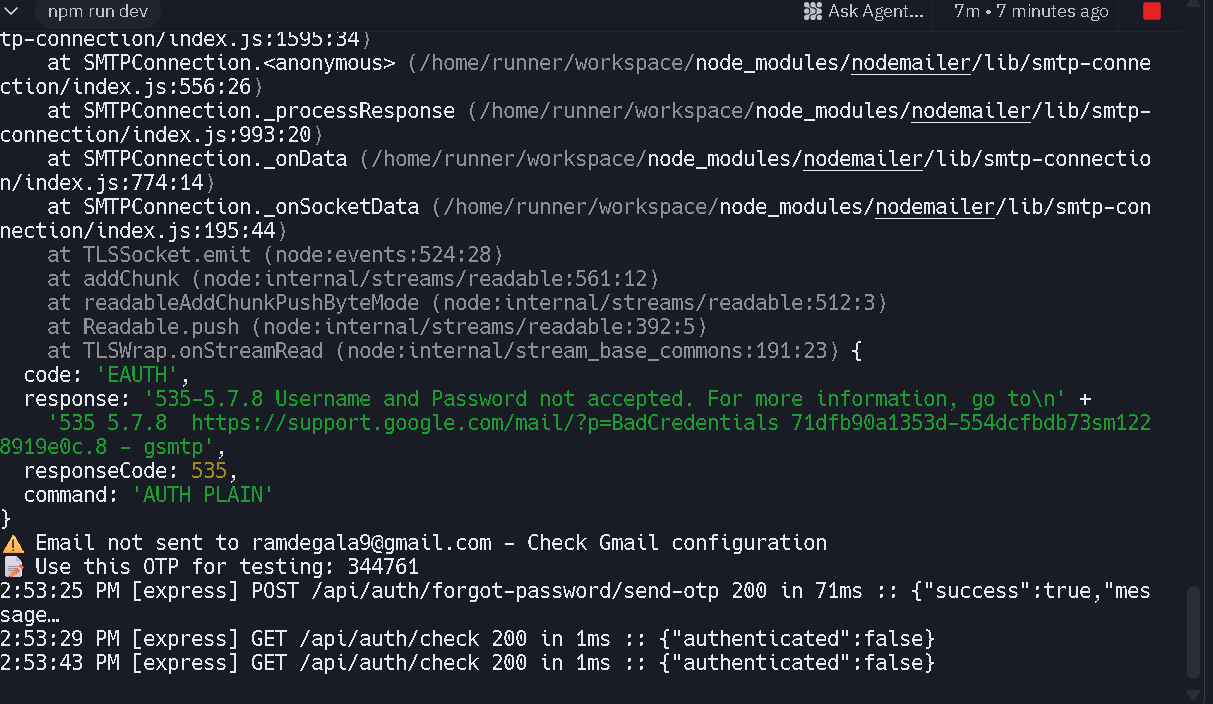 npm run dev
Ask Agent... 7m • 7 minutes ago
tp-connection/index.js:1595:34)
at SMTPConnection.<anonymous> (/home/runner/workspace/node_modules/nodemailer/lib/smtp-conne
ction/index.js:556:26)
at SMTPConnection._processResponse (/home/runner/workspace/node_modules/nodemailer/lib/smtp-
connection/index.js:993:20)
at SMTPConnection._onData (/home/runner/workspace/node_modules/nodemailer/lib/smtp-connectio
n/index.js:774:14)
at SMTPConnection._onSocketData (/home/runner/workspace/node_modules/nodemailer/lib/smtp-con
nection/index.js:195:44)
at TLSSocket.emit (node:events:524:28)
at addChunk (node:internal/streams/readable:561:12)
at readableAddChunkPushByteMode (node:internal/streams/readable:512:3)
at Readable.push (node:internal/streams/readable:392:5)
at TLSWrap.onStreamRead (node:internal/stream_base_commons:191:23) {
code: 'EAUTH',
response: '535-5.7.8 Username and Password not accepted. For more information, go to\n' +
'535 5.7.8  https://support.google.com/mail/?p=BadCredentials 71dfb90a1353d-554dcfbdb73sm122
8919e0c.8 - gsmtp',
responseCode: 535,
command: 'AUTH PLAIN'
}
⚠️ Email not sent to ramdegala9@gmail.com - Check Gmail configuration
📝 Use this OTP for testing: 344761
2:53:25 PM [express] POST /api/auth/forgot-password/send-otp 200 in 71ms :: {"success":true,"mes
sage…
2:53:29 PM [express] GET /api/auth/check 200 in 1ms :: {"authenticated":false}
2:53:43 PM [express] GET /api/auth/check 200 in 1ms :: {"authenticated":false}